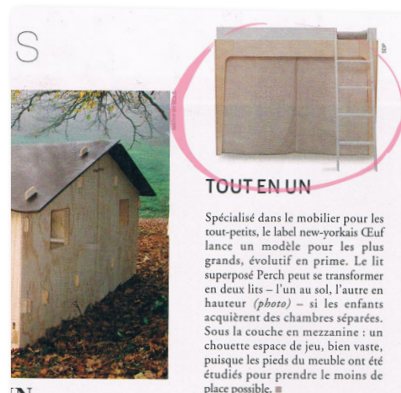 S
TOUT EN UN
Spécialisé dans le mobilier pour les
tout-petits, le label new-yorkais Œuf
lance un modèle pour les plus
grands, évolutif en prime. Le lit
superposé Perch peut se transformer
en deux lits – l'un au sol, l'autre en
hauteur (photo) – si les enfants
acquièrent des chambres séparées.
Sous la couche en mezzanine : un
chouette espace de jeu, bien vaste,
puisque les pieds du meuble ont été
étudiés pour prendre le moins de
place possible.